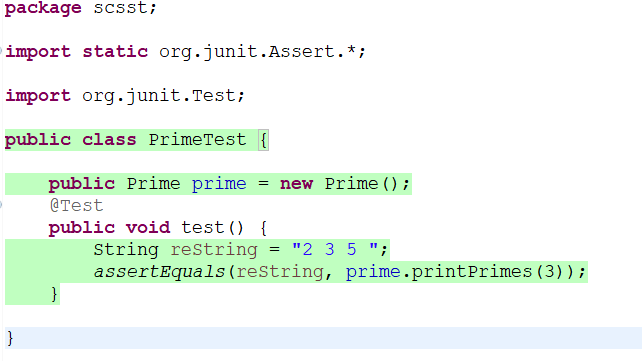 package scsst;
import static org.junit.Assert.*;
import org.junit.Test;
public class PrimeTest {
public Prime prime = new Prime();
@Test
public void test() {
String reString = "2 3 5 ";
assertEquals(reString, prime.printPrimes(3));
}
}